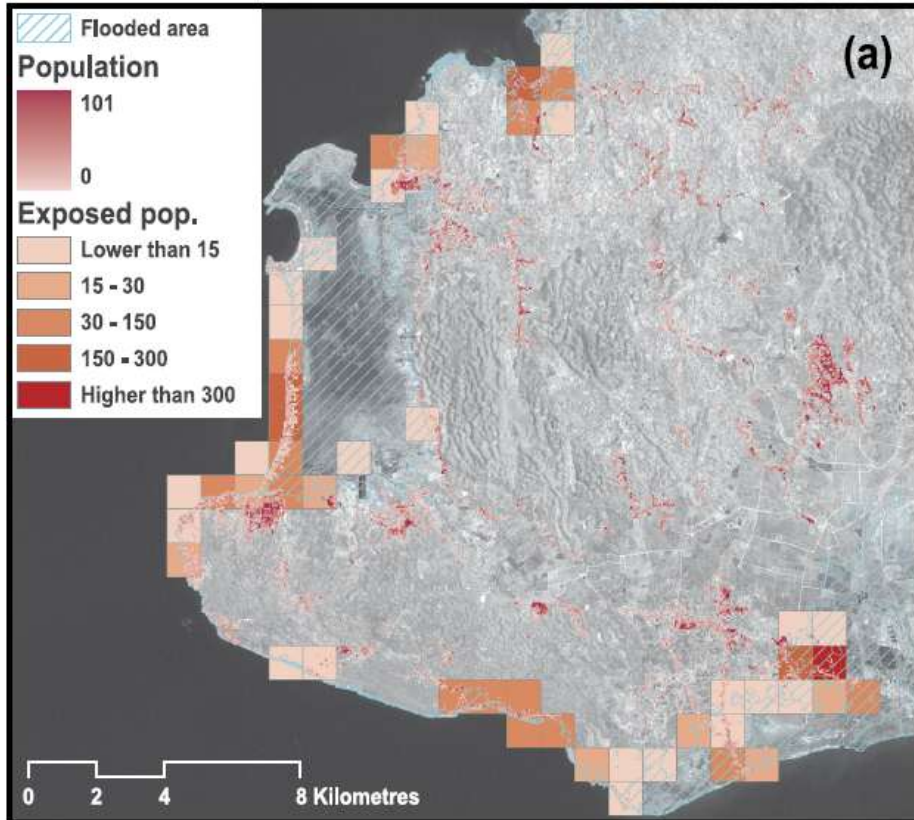 Flooded area
(a)
Population
101
0
Exposed pop.
Lower than 15
15 - 30
30 - 150
150 - 300
Higher than 300
0 2 4 8 Kilometres